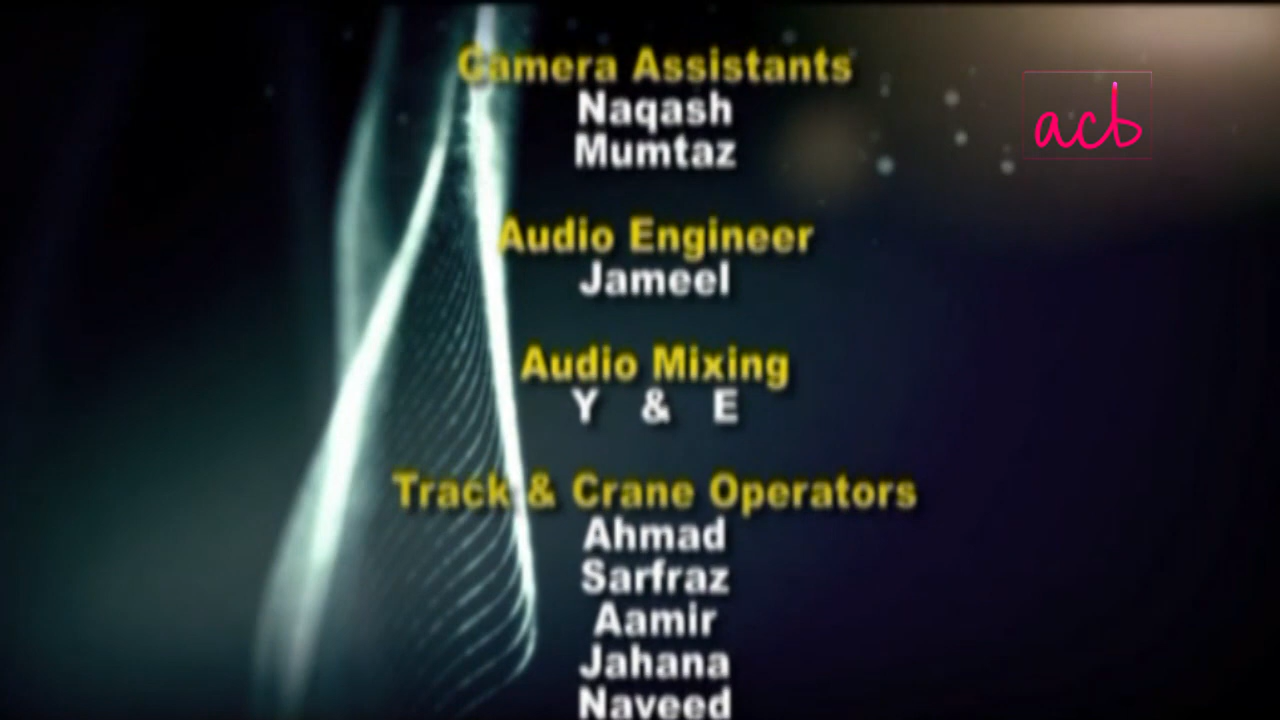 Camera Assistants
Naqash
Mumtaz
acb
Audio Engineer
Jameel
Audio Mixing
Y & E
Track & Crane Operators
Ahmad
Sarfraz
Aamir
Jahana
Naveed